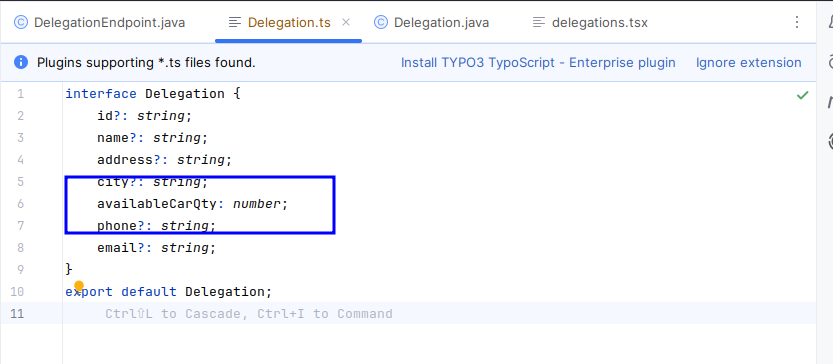 DelegationEndpoint.java Delegation.ts Delegation.java delegations.tsx
Plugins supporting *.ts files found. Install TYPO3 TypoScript - Enterprise plugin Ignore extension
1 interface Delegation {
2 id?: string;
3 name?: string;
4 address?: string;
5 city?: string;
6 availableCarQty: number;
7 phone?: string;
8 email?: string;
9 }
10 export default Delegation;
11 Ctrl⇧L to Cascade, Ctrl+I to Command